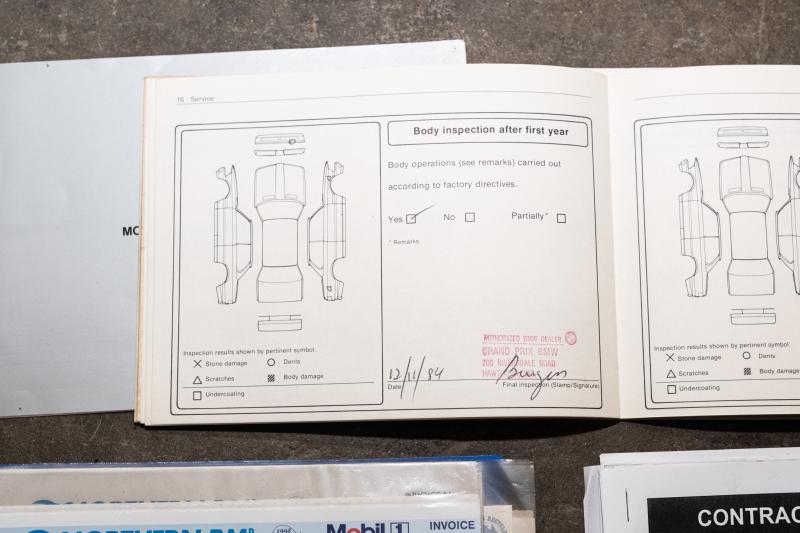 16 Service
Body inspection after first year
Body operations (see remarks) carried out
according to factory directives.
Yes No Partially*
* Remarks:
MO
Inspection results shown by pertinent symbol:
Stone damage Dents
Scratches Body damage
Undercoating
AUTHORIZED BMW DEALER
GRAND PRIX BMW
ROAD
12/11/84
Date
Final inspection (Stamp/Signature)
Inspection results shown by pertinent symbol:
Stone damage Dents
Scratches Body damage
Undercoating
Mobil 1
INVOICE
CONTRAC